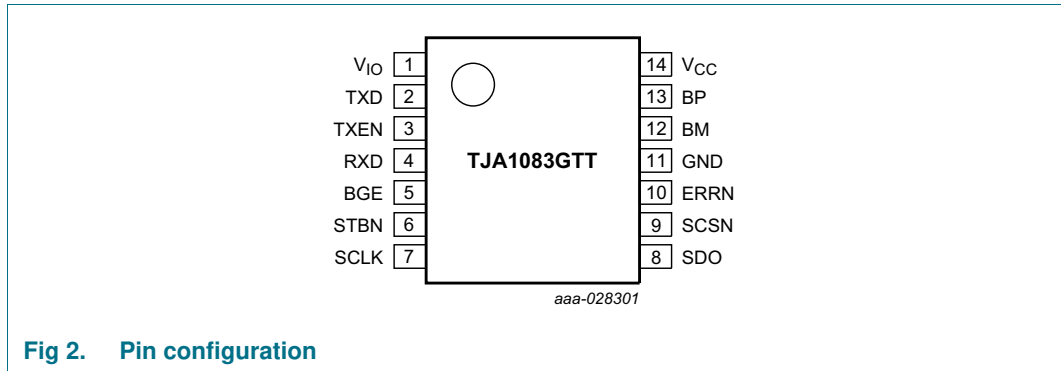 V_IO 1 14 V_CC
TXD 2 13 BP
TXEN 3 12 BM
RXD 4 TJA1083GTT 11 GND
BGE 5 10 ERRN
STBN 6 9 SCSN
SCLK 7 8 SDO
aaa-028301
Fig 2. Pin configuration